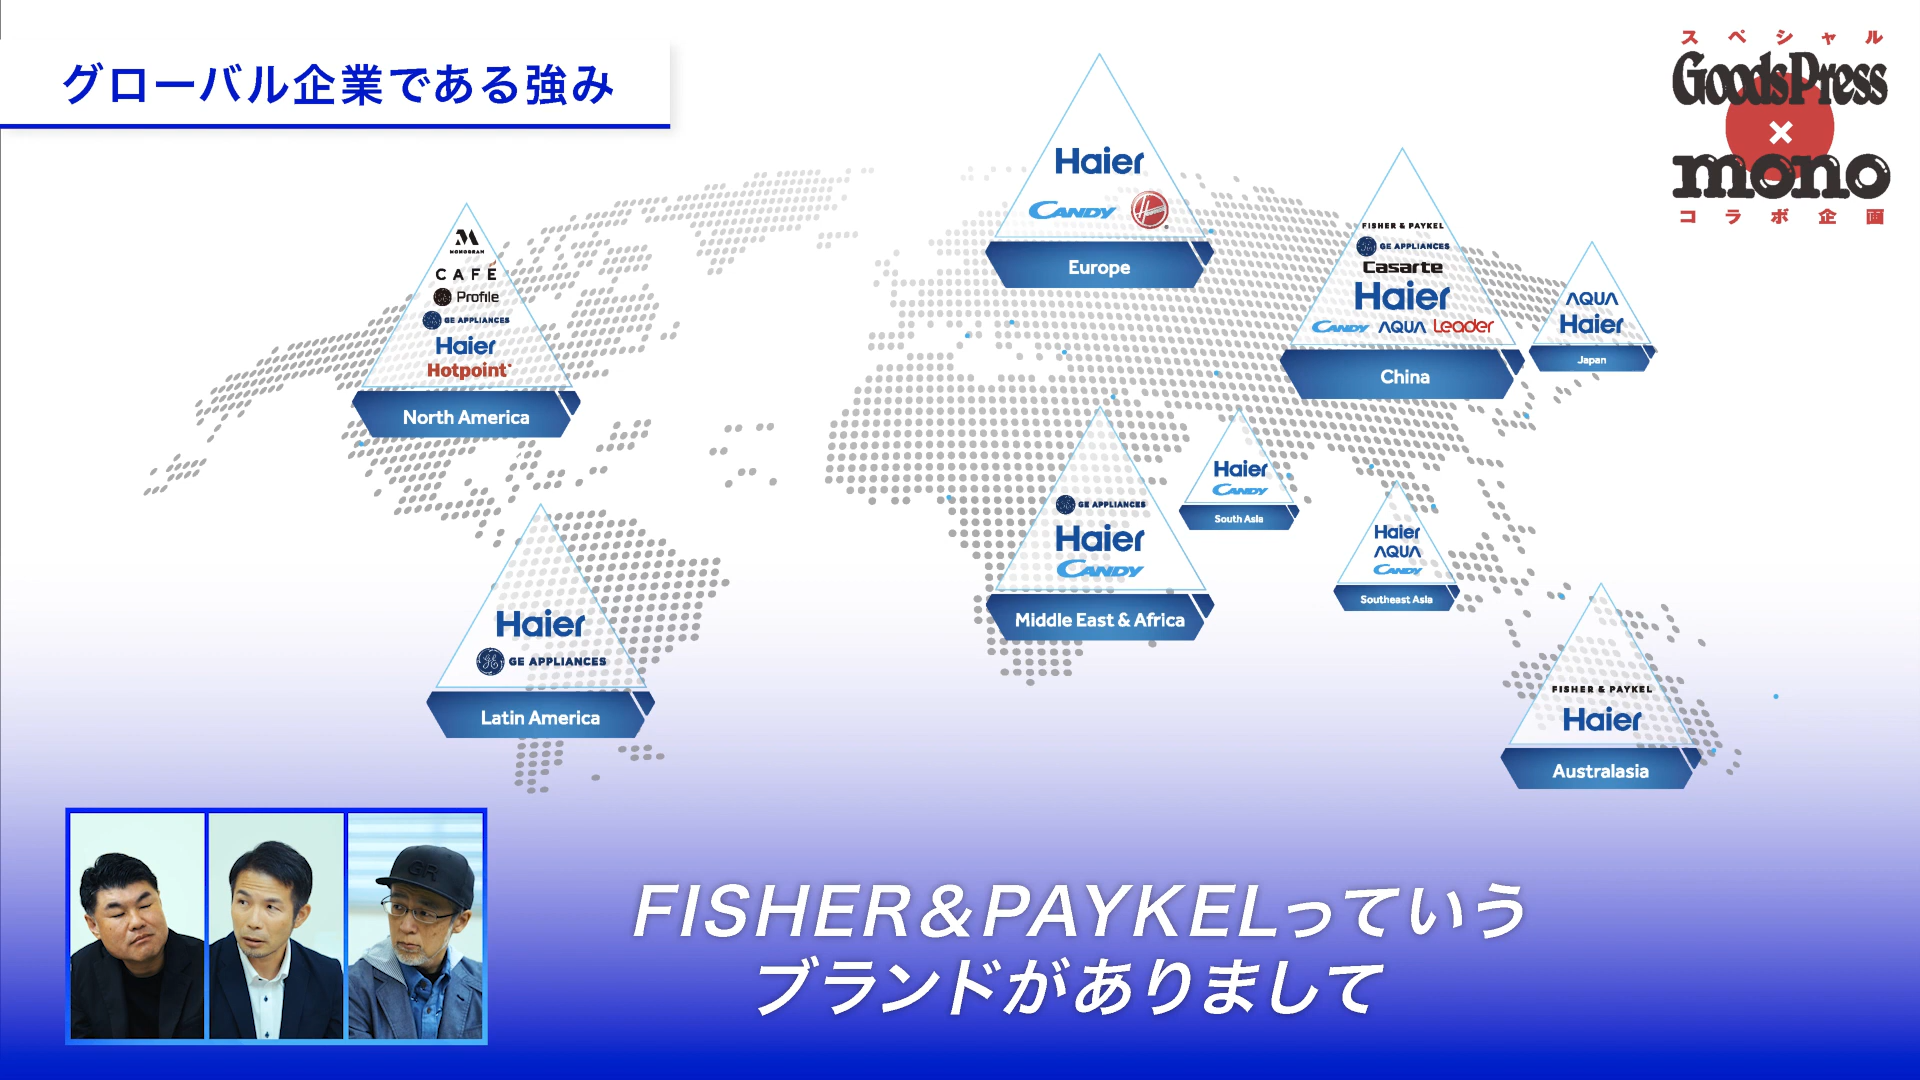 グローバル企業である強み
スペシャル
GoodsPress
×
mono
コラボ企画
Haier
CANDY
Europe
MONOGRAM
CAFÉ
Profile
GE APPLIANCES
Haier
Hotpoint
North America
FISHER & PAYKEL
GE APPLIANCES
Casarte
Haier
CANDY AQUA Leader
China
AQUA
Haier
Japan
Haier
CANDY
South Asia
GE APPLIANCES
Haier
CANDY
Middle East & Africa
Haier
AQUA
CANDY
Southeast Asia
Haier
GE APPLIANCES
Latin America
FISHER & PAYKEL
Haier
Australasia
GR
FISHER&PAYKELっていう
ブランドがありまして